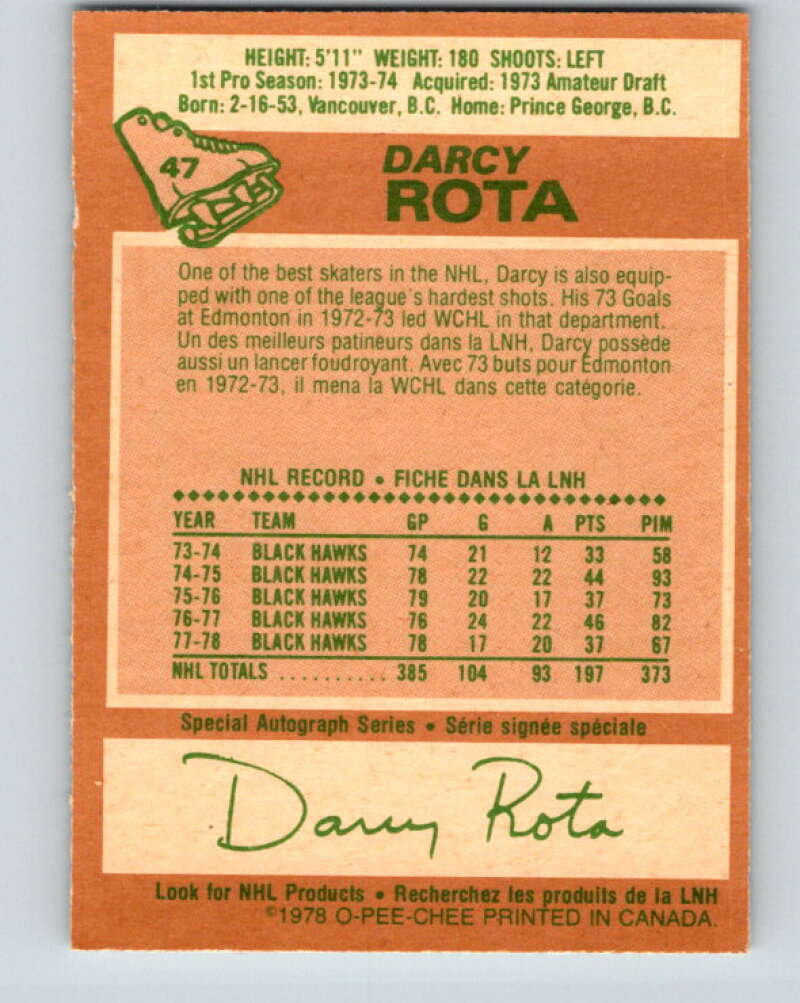 HEIGHT: 5'11" WEIGHT: 180 SHOOTS: LEFT
1st Pro Season: 1973-74 Acquired: 1973 Amateur Draft
Born: 2-16-53, Vancouver, B.C. Home: Prince George, B.C.
47
DARCY
ROTA
One of the best skaters in the NHL, Darcy is also equip-
ped with one of the league's hardest shots. His 73 Goals
at Edmonton in 1972-73 led WCHL in that department.
Un des meilleurs patineurs dans la LNH, Darcy possède
aussi un lancer foudroyant. Avec 73 buts pour Edmonton
en 1972-73, il mena la WCHL dans cette catégorie.
NHL RECORD • FICHE DANS LA LNH
YEAR TEAM GP G A PTS PIM
73-74 BLACK HAWKS 74 21 12 33 58
74-75 BLACK HAWKS 78 22 22 44 93
75-76 BLACK HAWKS 79 20 17 37 73
76-77 BLACK HAWKS 76 24 22 46 82
77-78 BLACK HAWKS 78 17 20 37 67
NHL TOTALS .......... 385 104 93 197 373
Special Autograph Series • Série signée spéciale
Darcy Rota
Look for NHL Products • Recherchez les produits de la LNH
©1978 O-PEE-CHEE PRINTED IN CANADA.